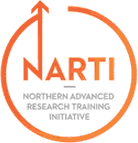 NARTI
NORTHERN ADVANCED
RESEARCH TRAINING
INITIATIVE